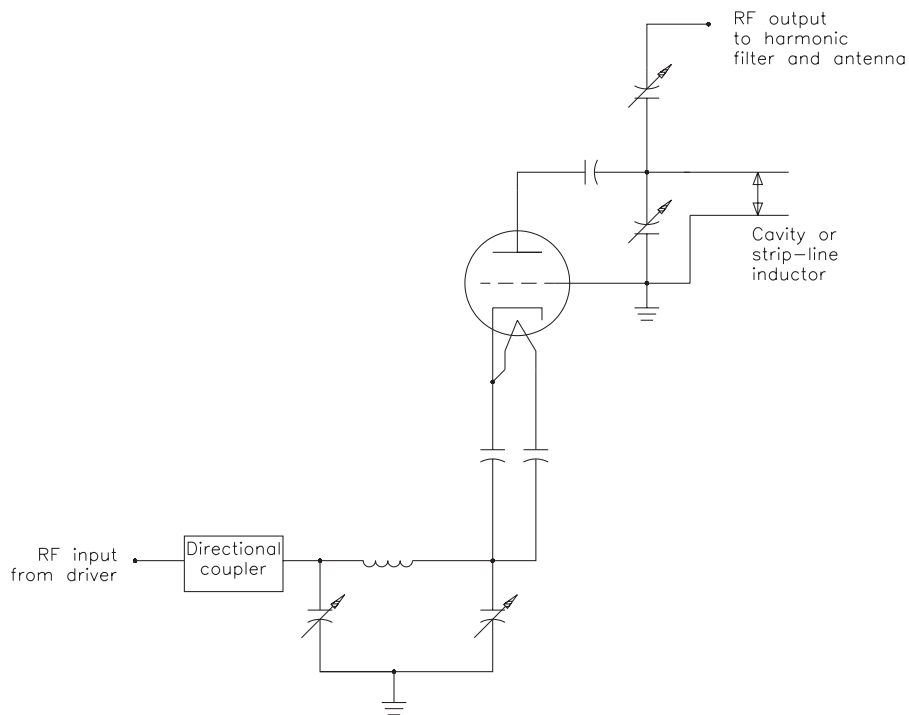 RF output
to harmonic
filter and antenna
Cavity or
strip-line
inductor
Directional
coupler
RF input
from driver